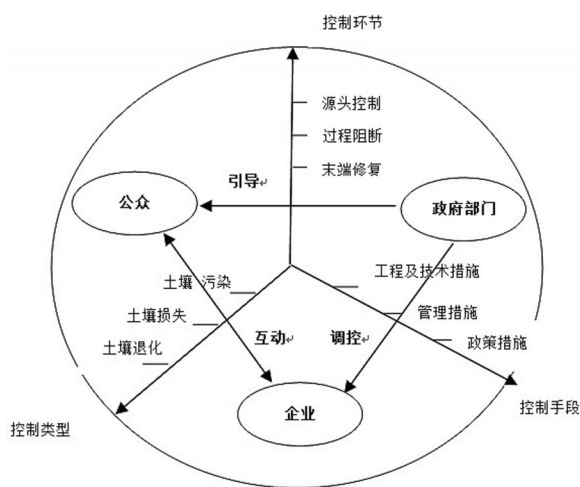 控制环节
源头控制
过程阻断
末端修复
引导
公众
政府部门
土壤 污染
工程及技术措施
土壤损失
管理措施
互动
调控
土壤退化
政策措施
企业
控制手段
控制类型